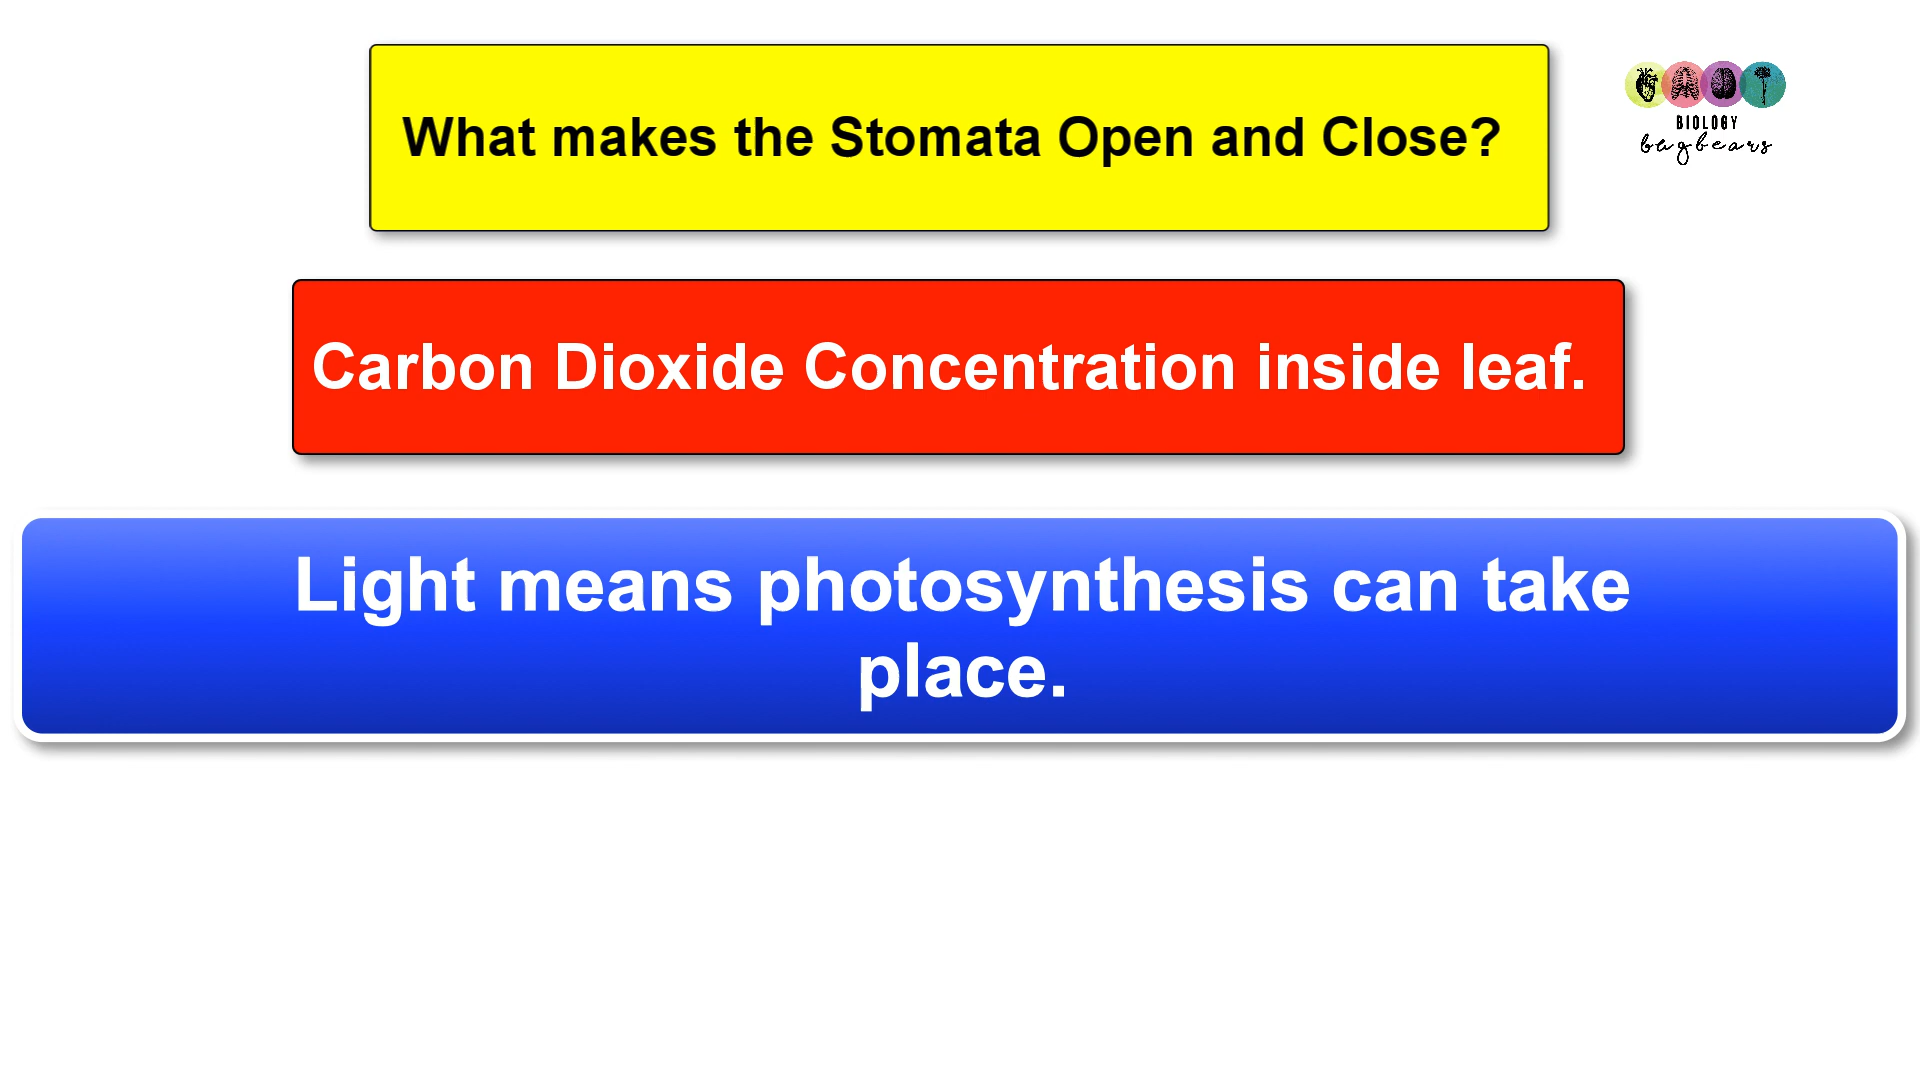 What makes the Stomata Open and Close?
BIOLOGY
bugbears
Carbon Dioxide Concentration inside leaf.
Light means photosynthesis can take
place.